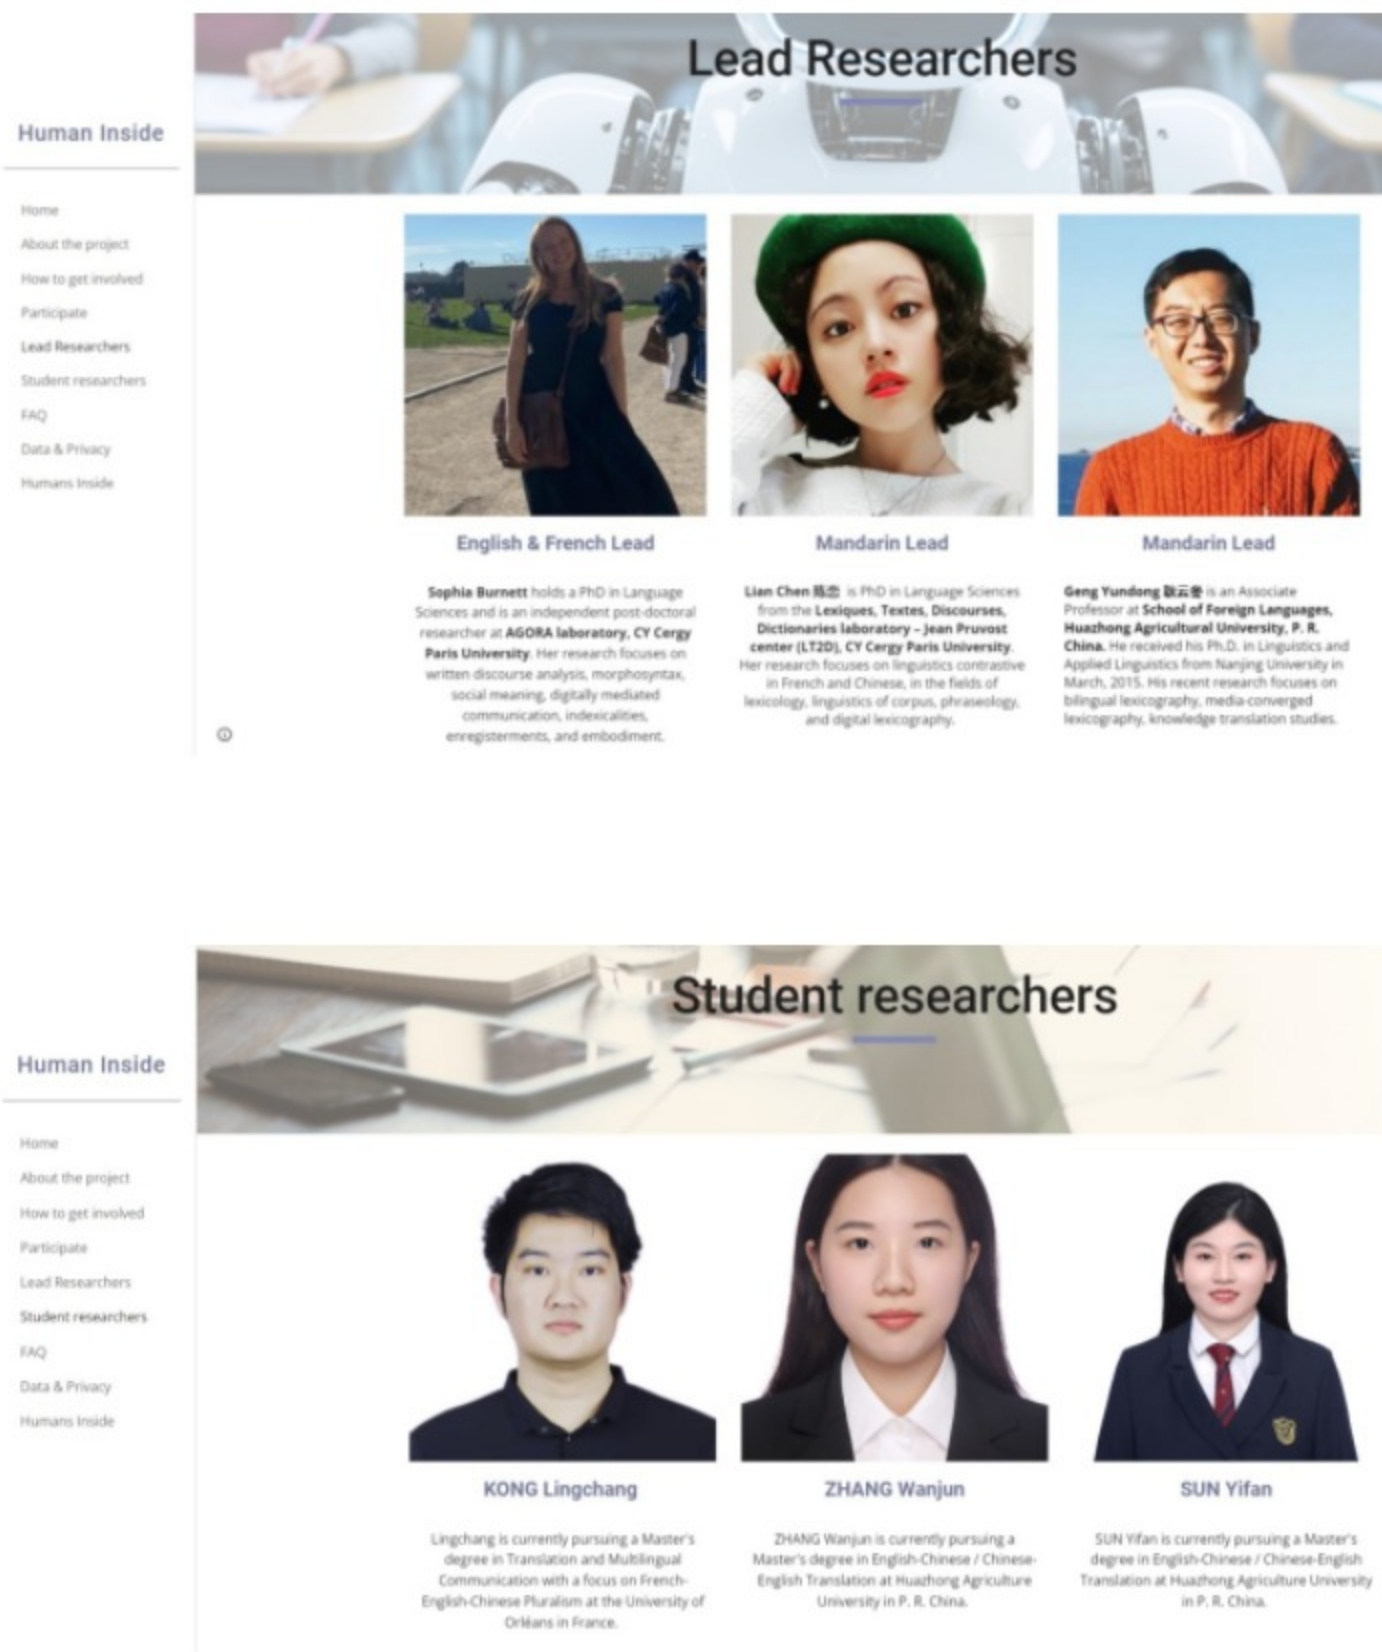 Lead Researchers
Human Inside
Home
About the project
How to get involved
Participate
Lead Researchers
Student researchers
FAQ
Data & Privacy
Humans Inside
English & French Lead
Sophia Burnett holds a PhD in Language
Sciences and is an independent post-doctoral
researcher at AGORA laboratory, CY Cergy
Paris University. Her research focuses on
written discourse analysis, morphosyntax,
social meaning, digitally mediated
communication, indexicalities,
enregisterments, and embodiment.
Mandarin Lead
Lian Chen 陈恋 is PhD in Language Sciences
from the Lexiques, Textes, Discourses,
Dictionaries laboratory – Jean Pruvost
center (LT2D), CY Cergy Paris University.
Her research focuses on linguistics contrastive
in French and Chinese, in the fields of
lexicology, linguistics of corpus, phraseology,
and digital lexicography.
Mandarin Lead
Geng Yundong 耿云冬 is an Associate
Professor at School of Foreign Languages,
Huazhong Agricultural University, P. R.
China. He received his Ph.D. in Linguistics and
Applied Linguistics from Nanjing University in
March, 2015. His recent research focuses on
bilingual lexicography, media-converged
lexicography, knowledge translation studies.
Student researchers
Human Inside
Home
About the project
How to get involved
Participate
Lead Researchers
Student researchers
FAQ
Data & Privacy
Humans Inside
KONG Lingchang
Lingchang is currently pursuing a Master's
degree in Translation and Multilingual
Communication with a focus on French-
English-Chinese Pluralism at the University of
Orléans in France.
ZHANG Wanjun
ZHANG Wanjun is currently pursuing a
Master's degree in English-Chinese / Chinese-
English Translation at Huazhong Agriculture
University in P. R. China.
SUN Yifan
SUN Yifan is currently pursuing a Master's
degree in English-Chinese / Chinese-English
Translation at Huazhong Agriculture University
in P. R. China.